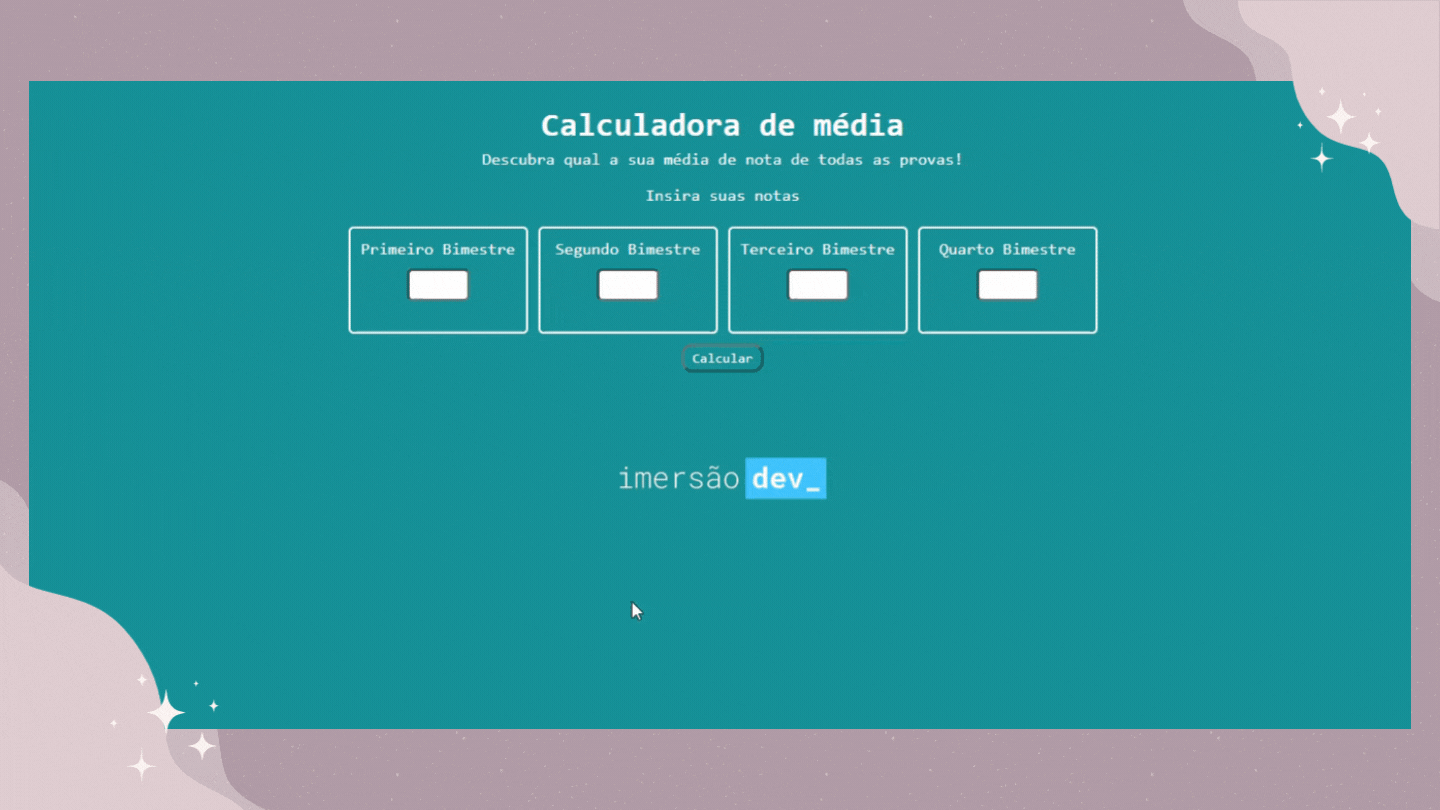 Calculadora de média
Descubra qual a sua média de nota de todas as provas!
Insira suas notas
Primeiro Bimestre
Segundo Bimestre
Terceiro Bimestre
Quarto Bimestre
Calcular
imersão dev_